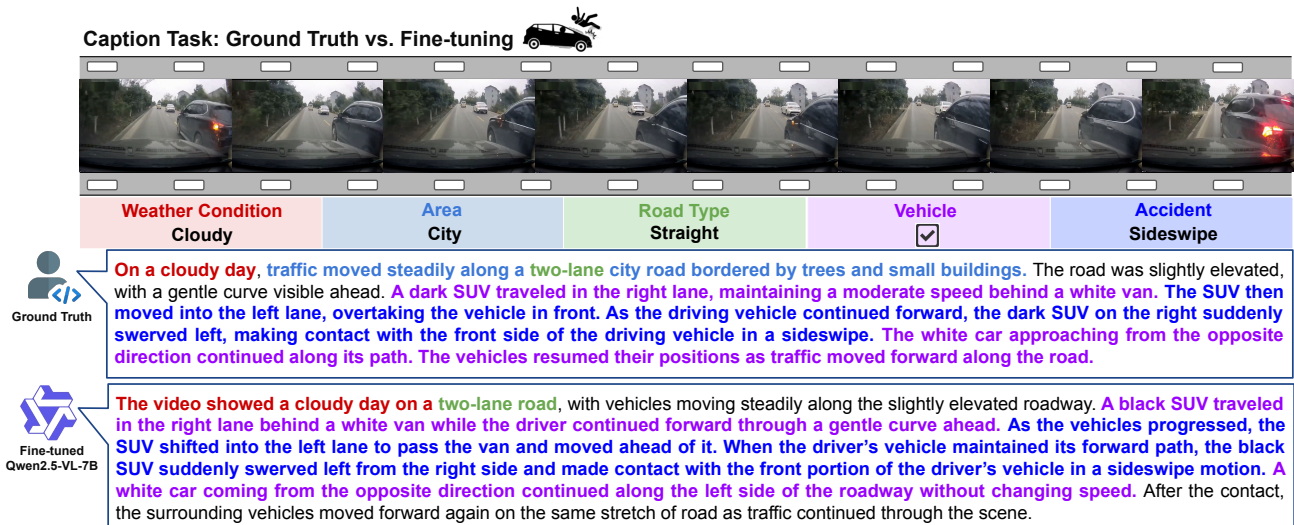 Caption Task: Ground Truth vs. Fine-tuning
Weather Condition
Cloudy
Area
City
Road Type
Straight
Vehicle
Accident
Sideswipe
Ground Truth
On a cloudy day, traffic moved steadily along a two-lane city road bordered by trees and small buildings. The road was slightly elevated,
with a gentle curve visible ahead. A dark SUV traveled in the right lane, maintaining a moderate speed behind a white van. The SUV then
moved into the left lane, overtaking the vehicle in front. As the driving vehicle continued forward, the dark SUV on the right suddenly
swerved left, making contact with the front side of the driving vehicle in a sideswipe. The white car approaching from the opposite
direction continued along its path. The vehicles resumed their positions as traffic moved forward along the road.
Fine-tuned
Qwen2.5-VL-7B
The video showed a cloudy day on a two-lane road, with vehicles moving steadily along the slightly elevated roadway. A black SUV traveled
in the right lane behind a white van while the driver continued forward through a gentle curve ahead. As the vehicles progressed, the
SUV shifted into the left lane to pass the van and moved ahead of it. When the driver's vehicle maintained its forward path, the black
SUV suddenly swerved left from the right side and made contact with the front portion of the driver's vehicle in a sideswipe motion. A
white car coming from the opposite direction continued along the left side of the roadway without changing speed. After the contact,
the surrounding vehicles moved forward again on the same stretch of road as traffic continued through the scene.